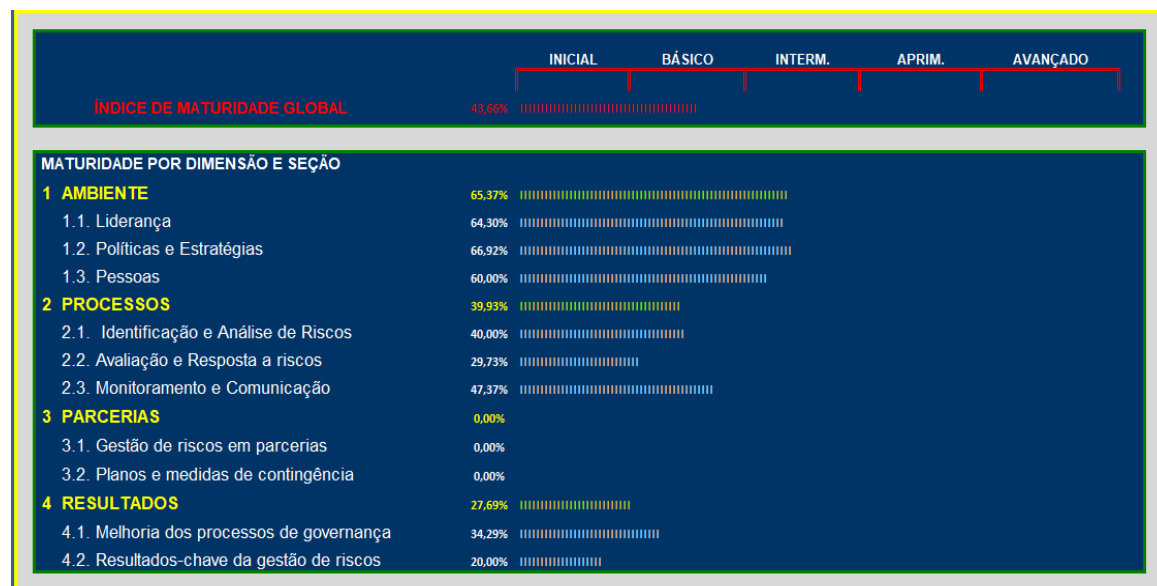 INICIAL BÁSICO INTERM. APRIM. AVANÇADO
ÍNDICE DE MATURIDADE GLOBAL 43,66%
MATURIDADE POR DIMENSÃO E SEÇÃO
1 AMBIENTE 65,37%
1.1. Liderança 64,30%
1.2. Políticas e Estratégias 66,92%
1.3. Pessoas 60,00%
2 PROCESSOS 39,93%
2.1. Identificação e Análise de Riscos 40,00%
2.2. Avaliação e Resposta a riscos 29,73%
2.3. Monitoramento e Comunicação 47,37%
3 PARCERIAS 0,00%
3.1. Gestão de riscos em parcerias 0,00%
3.2. Planos e medidas de contingência 0,00%
4 RESULTADOS 27,69%
4.1. Melhoria dos processos de governança 34,29%
4.2. Resultados-chave da gestão de riscos 20,00%